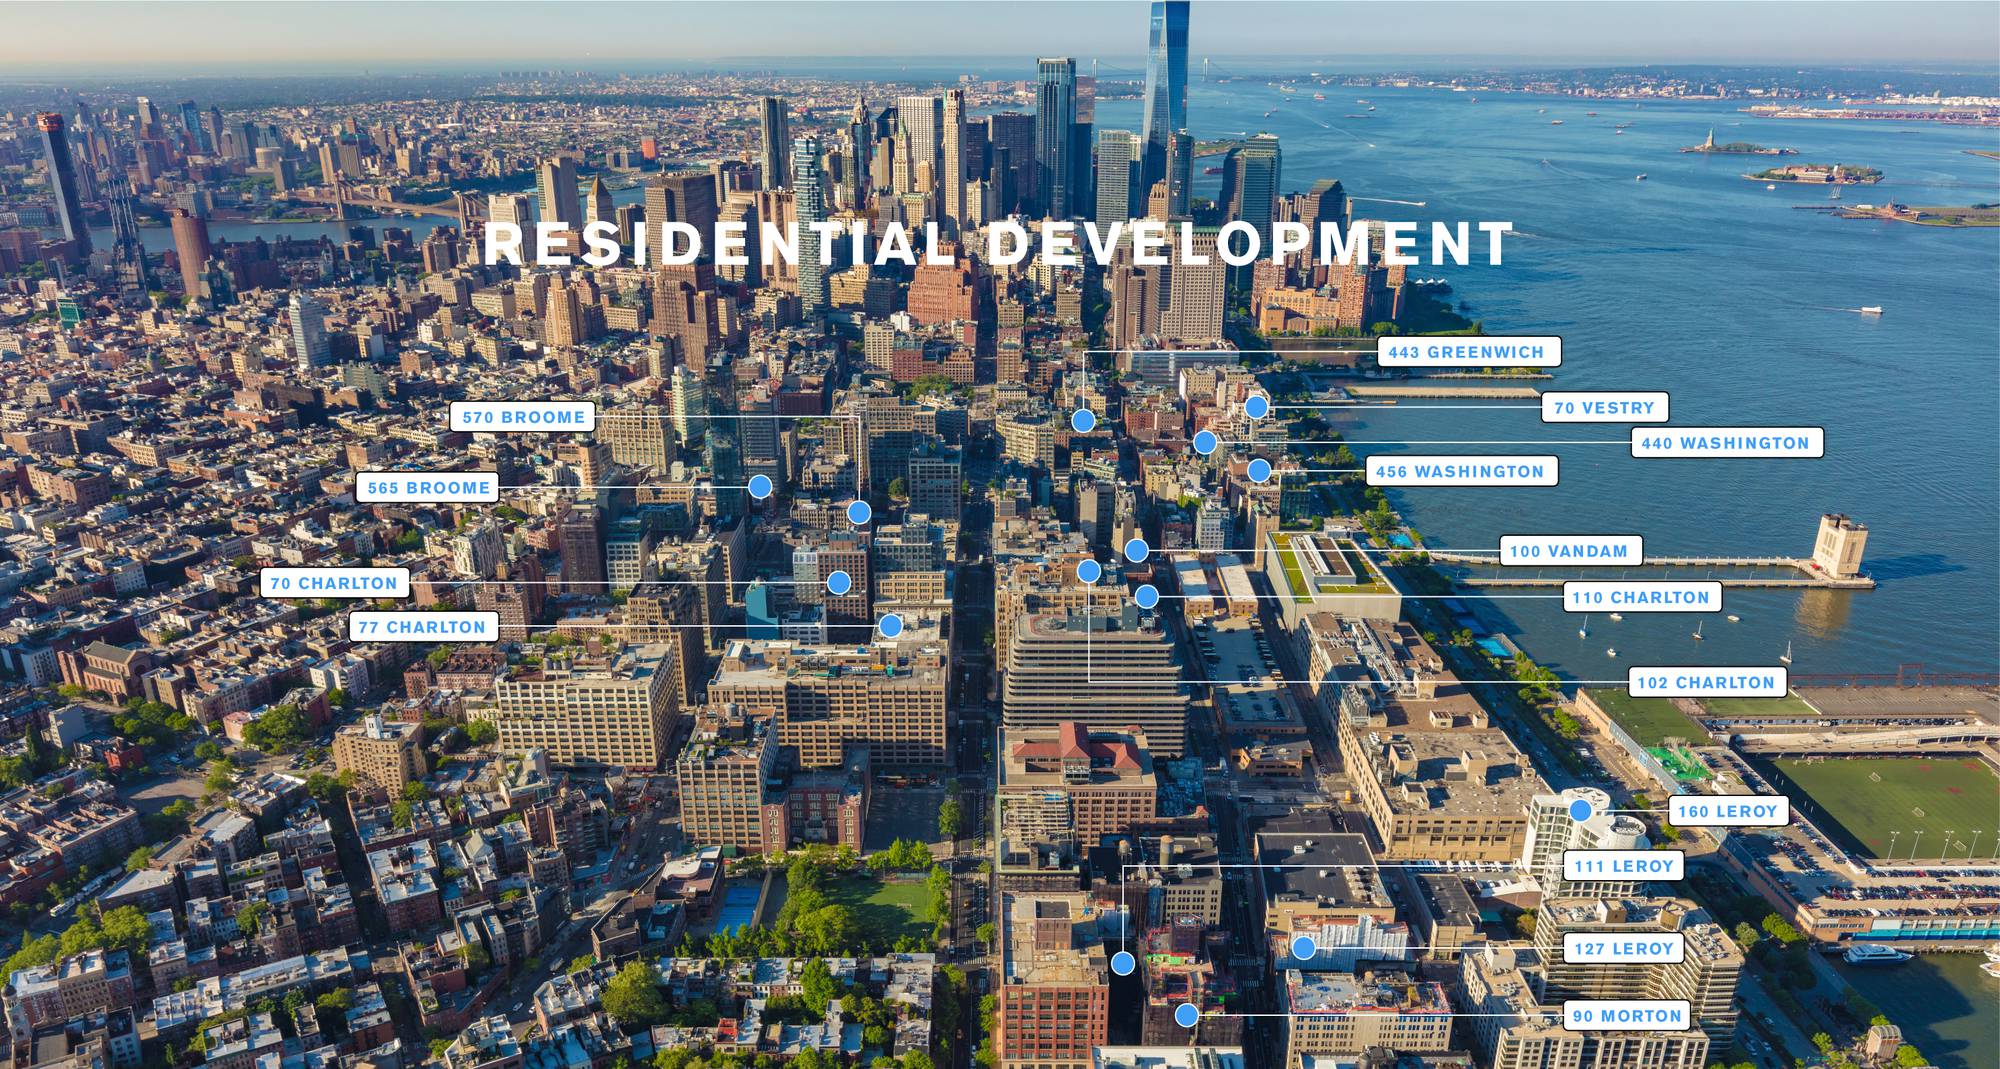 RESIDENTIAL DEVELOPMENT
443 GREENWICH
70 VESTRY
570 BROOME
440 WASHINGTON
456 WASHINGTON
565 BROOME
100 VANDAM
70 CHARLTON
110 CHARLTON
77 CHARLTON
102 CHARLTON
160 LEROY
111 LEROY
127 LEROY
90 MORTON